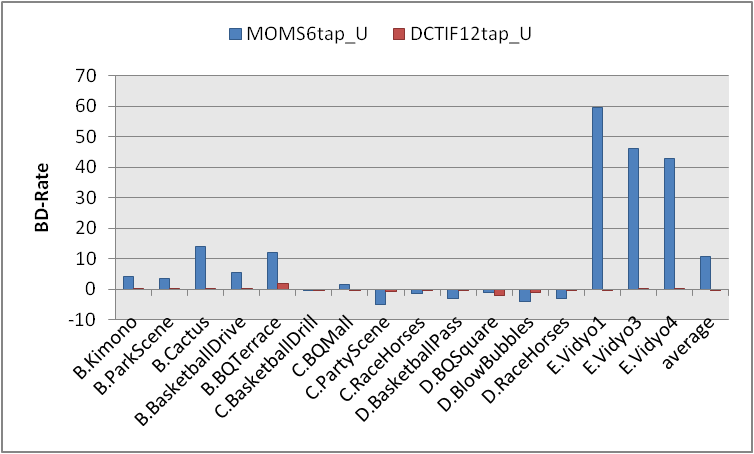 MOMS6tap_U DCTIF12tap_U
70
60
50
40
30
20
10
0
-10
BD-Rate
B.Kimono
B.ParkScene
B.Cactus
B.BasketballDrive
B.BQTerrace
C.BasketballDrill
C.BQMall
C.PartyScene
C.RaceHorses
D.BasketballPass
D.BQSquare
D.BlowBubbles
D.RaceHorses
E.Vidyo1
E.Vidyo3
E.Vidyo4
average